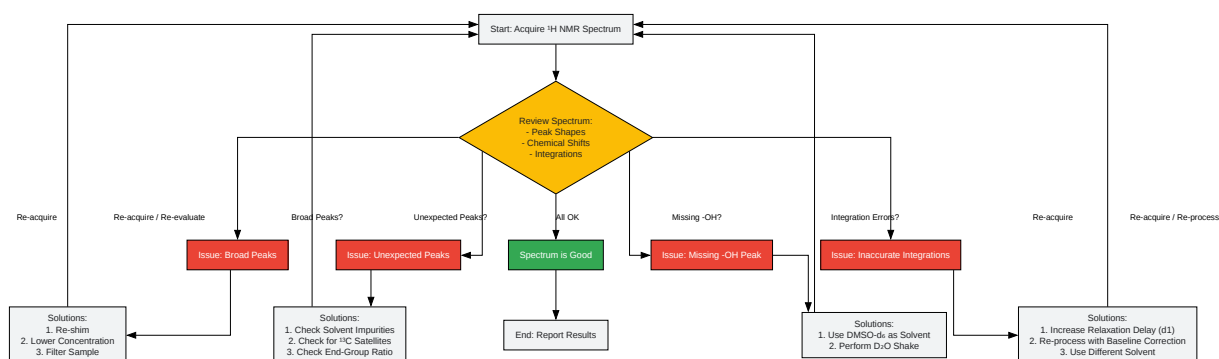 Start: Acquire ¹H NMR Spectrum
Review Spectrum:
- Peak Shapes
- Chemical Shifts
- Integrations
Re-acquire
Re-acquire / Re-evaluate
Broad Peaks?
Unexpected Peaks?
All OK
Missing -OH?
Integration Errors?
Re-acquire
Re-acquire / Re-process
Issue: Broad Peaks
Issue: Unexpected Peaks
Spectrum is Good
Issue: Missing -OH Peak
Issue: Inaccurate Integrations
Solutions:
1. Re-shim
2. Lower Concentration
3. Filter Sample
Solutions:
1. Check Solvent Impurities
2. Check for ¹³C Satellites
3. Check End-Group Ratio
End: Report Results
Solutions:
1. Use DMSO-d₆ as Solvent
2. Perform D₂O Shake
Solutions:
1. Increase Relaxation Delay (d1)
2. Re-process with Baseline Correction
3. Use Different Solvent